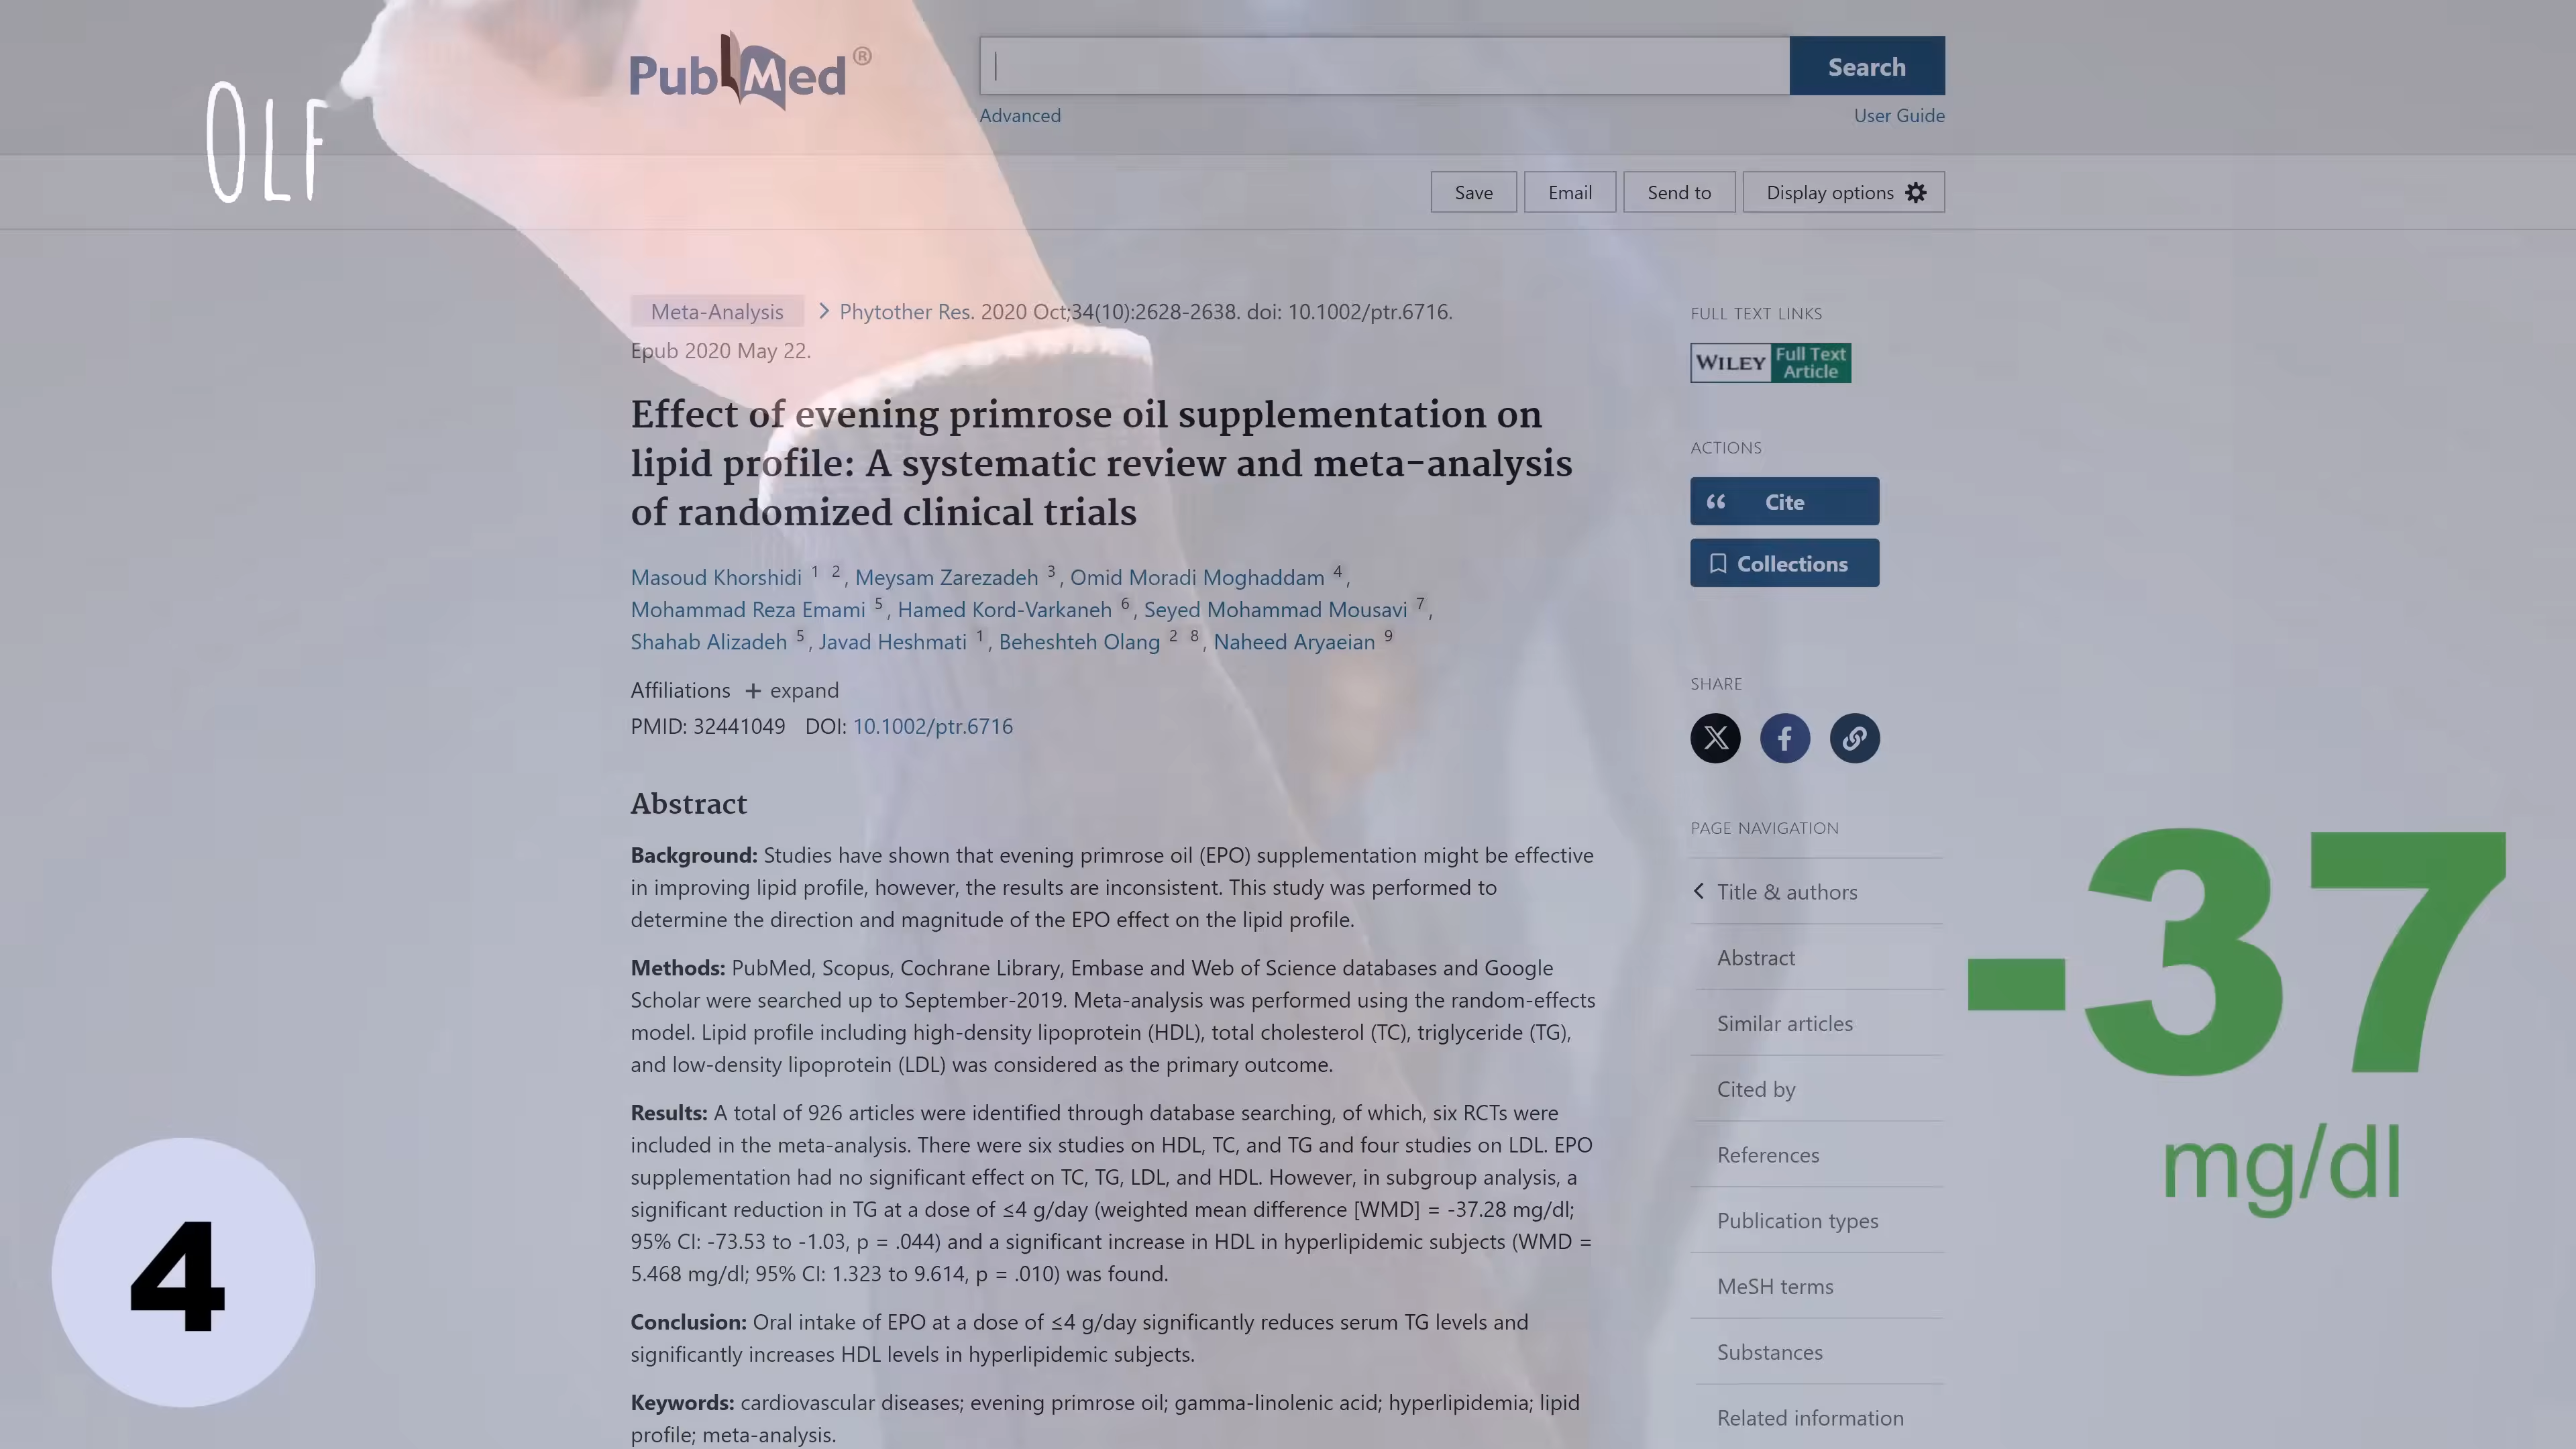 OLF
PubMed®
Search
Advanced
User Guide
Save
Email
Send to
Display options
Meta-Analysis
Phytother Res. 2020 Oct;34(10):2628-2638. doi: 10.1002/ptr.6716.
Epub 2020 May 22.
Effect of evening primrose oil supplementation on
lipid profile: A systematic review and meta-analysis
of randomized clinical trials
Masoud Khorshidi 1 2, Meysam Zarezadeh 3, Omid Moradi Moghaddam 4,
Mohammad Reza Emami 5, Hamed Kord-Varkaneh 6, Seyed Mohammad Mousavi 7,
Shahab Alizadeh 5, Javad Heshmati 1, Beheshteh Olang 2 8, Naheed Aryaeian 9
Affiliations + expand
PMID: 32441049 DOI: 10.1002/ptr.6716
Abstract
Background: Studies have shown that evening primrose oil (EPO) supplementation might be effective
in improving lipid profile, however, the results are inconsistent. This study was performed to
determine the direction and magnitude of the EPO effect on the lipid profile.
Methods: PubMed, Scopus, Cochrane Library, Embase and Web of Science databases and Google
Scholar were searched up to September-2019. Meta-analysis was performed using the random-effects
model. Lipid profile including high-density lipoprotein (HDL), total cholesterol (TC), triglyceride (TG),
and low-density lipoprotein (LDL) was considered as the primary outcome.
Results: A total of 926 articles were identified through database searching, of which, six RCTs were
included in the meta-analysis. There were six studies on HDL, TC, and TG and four studies on LDL. EPO
supplementation had no significant effect on TC, TG, LDL, and HDL. However, in subgroup analysis, a
significant reduction in TG at a dose of ≤4 g/day (weighted mean difference [WMD] = -37.28 mg/dl;
95% CI: -73.53 to -1.03, p = .044) and a significant increase in HDL in hyperlipidemic subjects (WMD =
5.468 mg/dl; 95% CI: 1.323 to 9.614, p = .010) was found.
Conclusion: Oral intake of EPO at a dose of ≤4 g/day significantly reduces serum TG levels and
significantly increases HDL levels in hyperlipidemic subjects.
Keywords: cardiovascular diseases; evening primrose oil; gamma-linolenic acid; hyperlipidemia; lipid
profile; meta-analysis.
FULL TEXT LINKS
WILEY Full Text
Article
ACTIONS
Cite
Collections
SHARE
PAGE NAVIGATION
Title & authors
Abstract
Similar articles
Cited by
References
Publication types
MeSH terms
Substances
Related information
-37
mg/dl
4